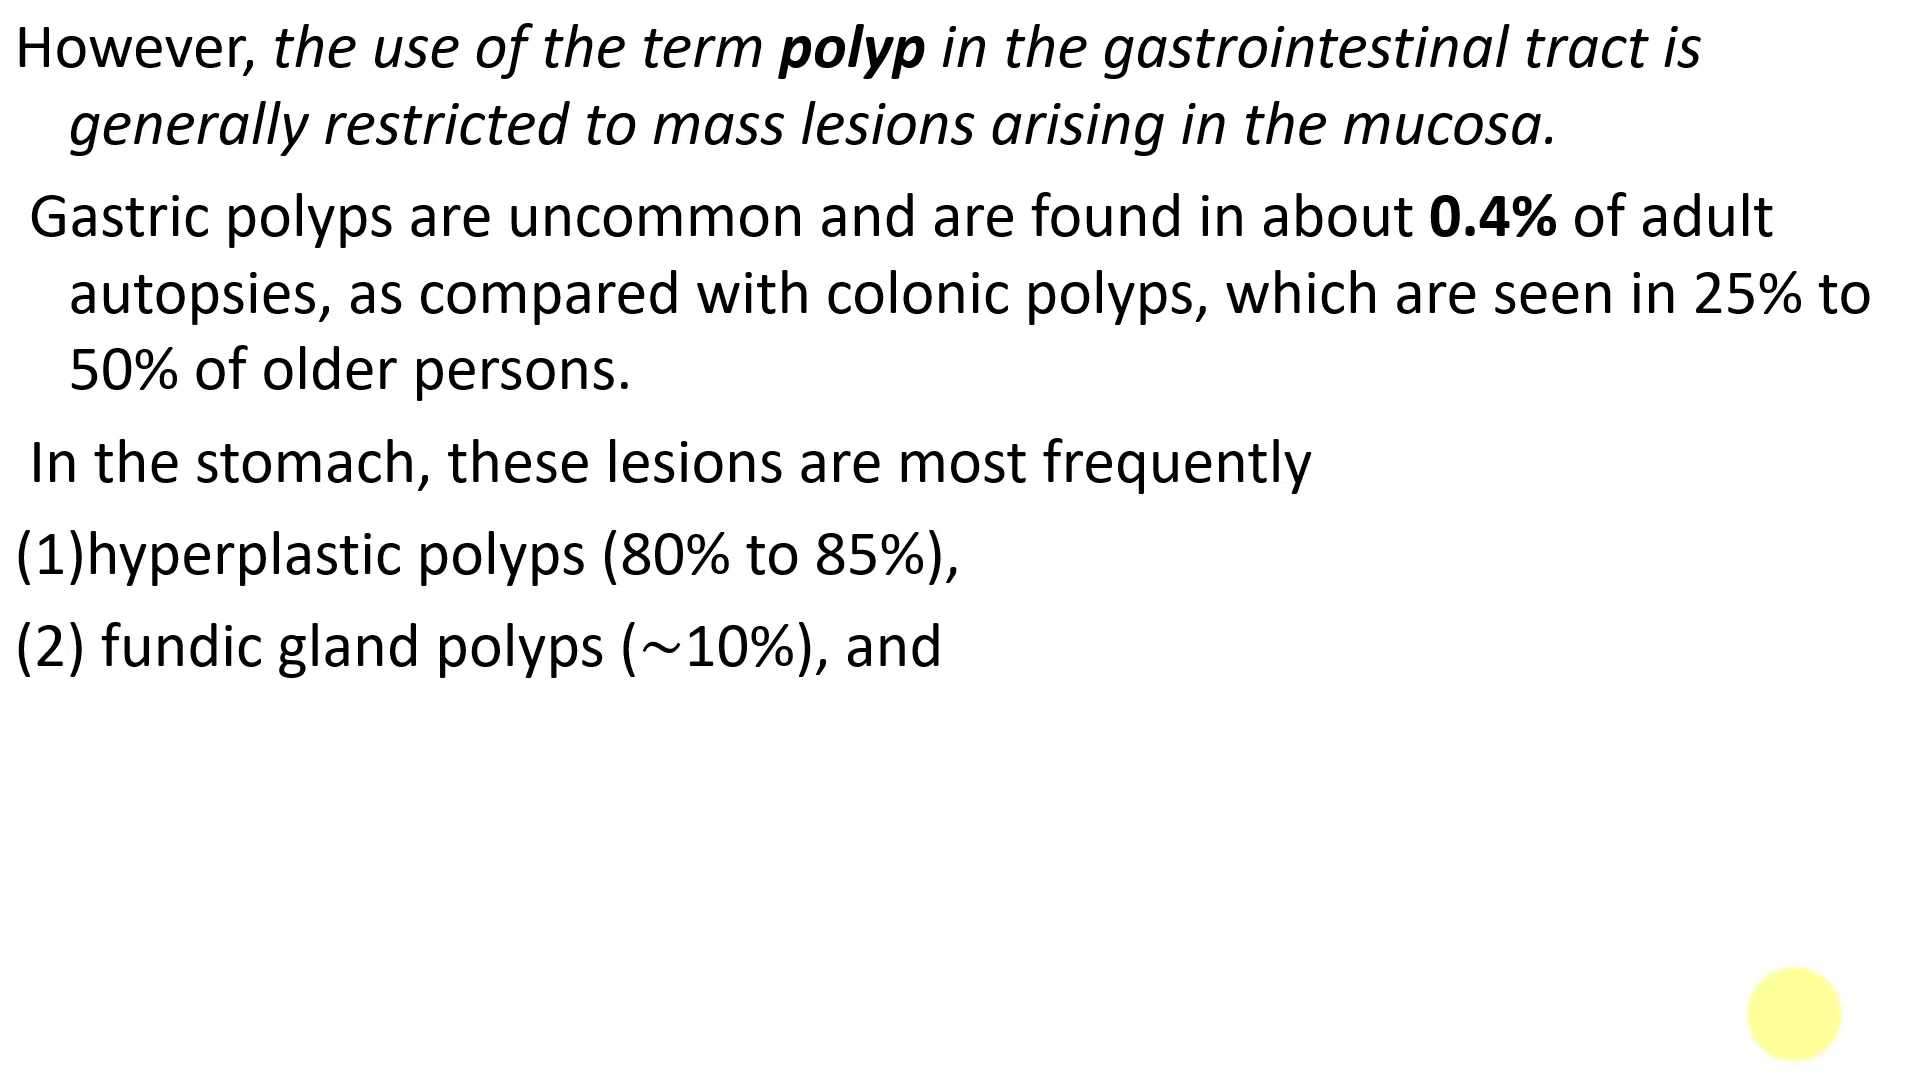 However, the use of the term polyp in the gastrointestinal tract is
generally restricted to mass lesions arising in the mucosa.
Gastric polyps are uncommon and are found in about 0.4% of adult
autopsies, as compared with colonic polyps, which are seen in 25% to
50% of older persons.
In the stomach, these lesions are most frequently
(1)hyperplastic polyps (80% to 85%),
(2) fundic gland polyps (∼10%), and